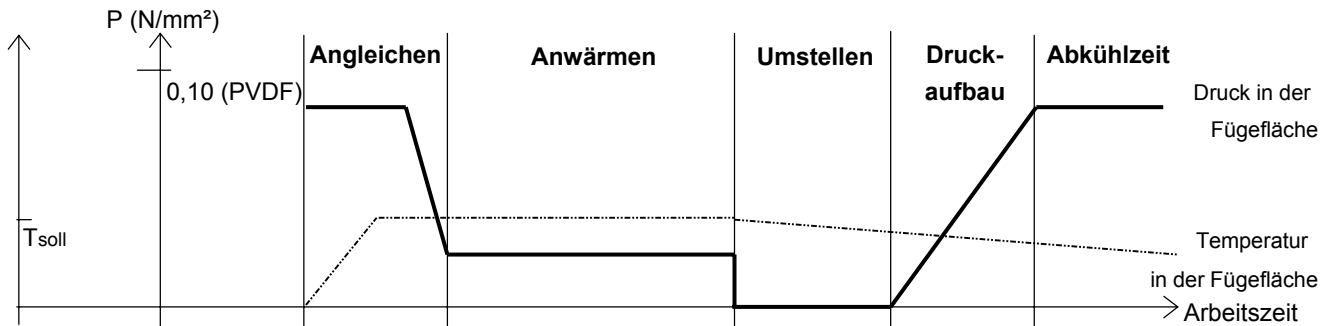 P (N/mm²)
Angleichen
Anwärmen
Umstellen
Druck-
aufbau
Abkühlzeit
0,10 (PVDF)
Druck in der
Fügefläche
Tsoll
Temperatur
in der Fügefläche
Arbeitszeit